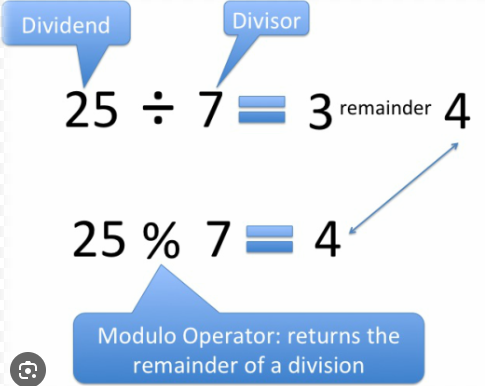 Dividend
Divisor
25 ÷ 7 = 3 remainder 4
25 % 7 = 4
Modulo Operator: returns the
remainder of a division